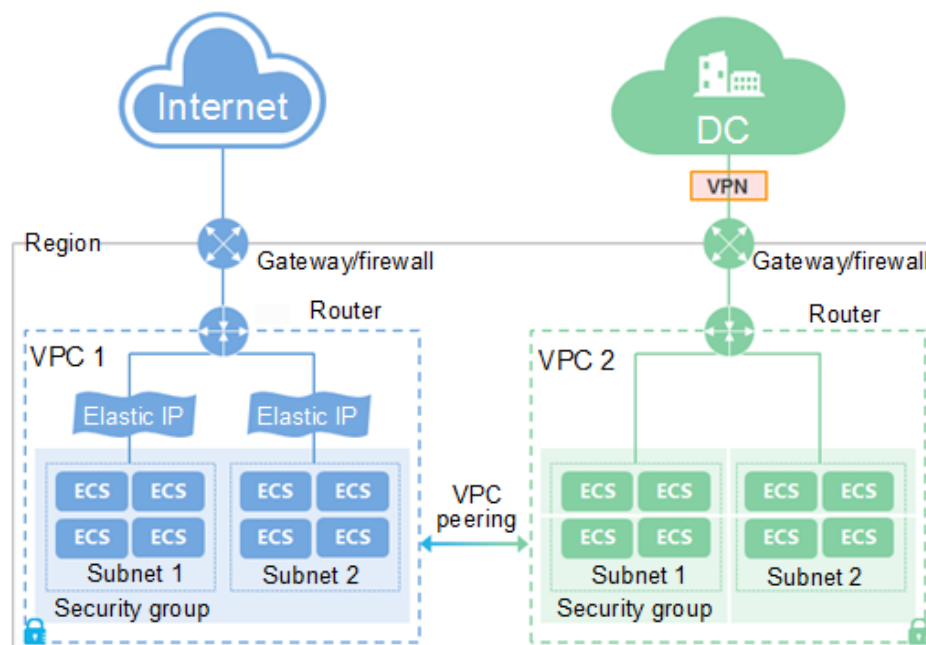 Internet
DC
VPN
Region
Gateway/firewall
Gateway/firewall
Router
Router
VPC 1
VPC 2
Elastic IP
Elastic IP
ECS ECS
ECS ECS
ECS ECS
ECS ECS
Subnet 1
Subnet 2
Security group
VPC
peering
ECS ECS
ECS ECS
ECS ECS
ECS ECS
Subnet 1
Subnet 2
Security group